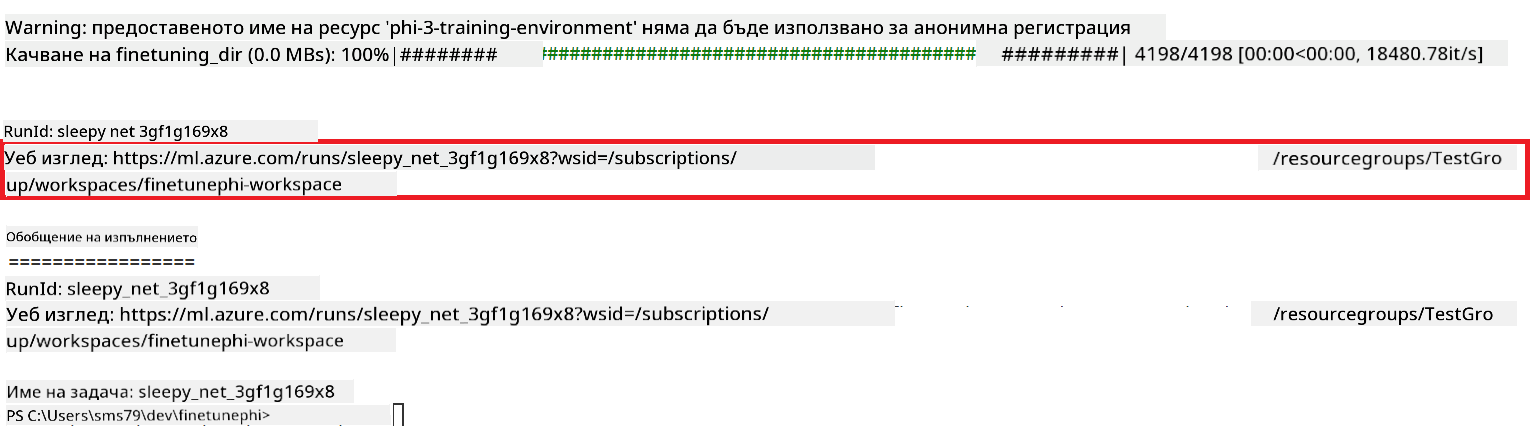 Warning: предоставеното име на ресурс 'phi-3-training-environment' няма да бъде използвано за анонимна регистрация
Качване на finetuning_dir (0.0 MBs): 100%|######## #################################### #########| 4198/4198 [00:00<00:00, 18480.78it/s]
RunId: sleepy net 3gf1g169x8
Уеб изглед: https://ml.azure.com/runs/sleepy_net_3gf1g169x8?wsid=/subscriptions/ /resourcegroups/TestGro
up/workspaces/finetunephi-workspace
Обобщение на изпълнението
=================
RunId: sleepy_net_3gf1g169x8
Уеб изглед: https://ml.azure.com/runs/sleepy_net_3gf1g169x8?wsid=/subscriptions/ /resourcegroups/TestGro
up/workspaces/finetunephi-workspace
Име на задача: sleepy_net_3gf1g169x8
PS C:\Users\sms79\dev\finetunephi>